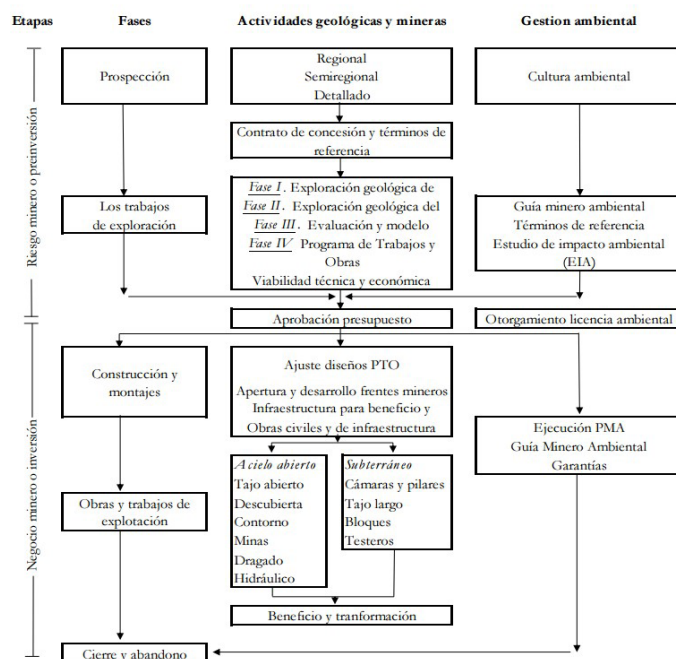 Etapas Fases Actividades geológicas y mineras Gestion ambiental
Riesgo minero o preinversión
Prospección
Regional
Semiregional
Detallado
Cultura ambiental
Contrato de concesión y términos de
referencia
Los trabajos
de exploración
Fase I. Exploración geológica de
Fase II. Exploración geológica del
Fase III. Evaluación y modelo
Fase IV Programa de Trabajos y
Obras
Viabilidad técnica y económica
Guía minero ambiental
Términos de referencia
Estudio de impacto ambiental
(EIA)
Aprobación presupuesto
Otorgamiento licencia ambiental
Negocio minero o inversión
Construcción y
montajes
Ajuste diseños PTO
Apertura y desarrollo frentes mineros
Infraestructura para beneficio y
Obras civiles y de infraestructura
Ejecución PMA
Guía Minero Ambiental
Garantías
Obras y trabajos de
explotación
A cielo abierto
Tajo abierto
Descubierta
Contorno
Minas
Dragado
Hidráulico
Subterráneo
Cámaras y pilares
Tajo largo
Bloques
Testeros
Beneficio y tranformación
Cierre y abandono